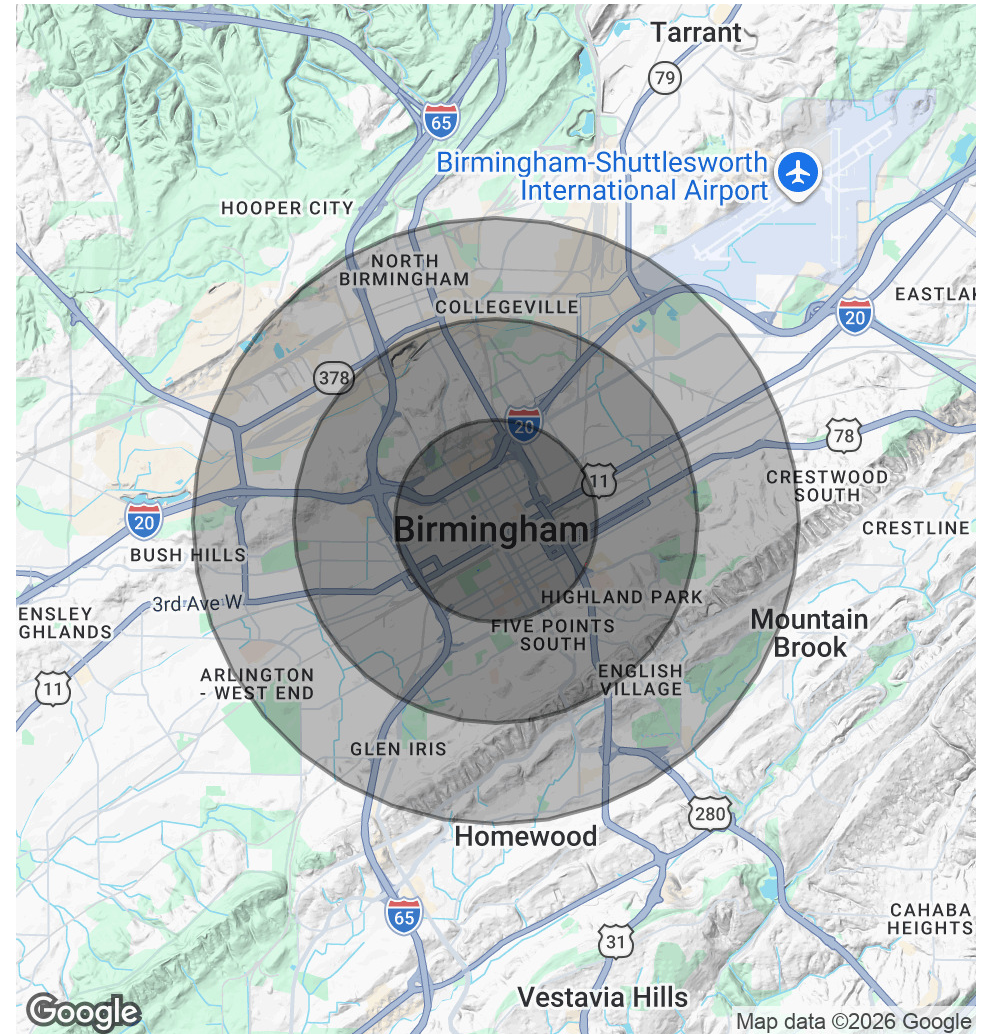 Tarrant
79
65
Birmingham-Shuttlesworth
International Airport
HOOPER CITY
NORTH
BIRMINGHAM
COLLEGEVILLE
EASTLAK
20
378
20
78
11
CRESTWOOD
SOUTH
20
Birmingham
CRESTLINE
BUSH HILLS
3rd Ave W
HIGHLAND PARK
ENSLEY
GHLANDS
FIVE POINTS
SOUTH
Mountain
Brook
ENGLISH
VILLAGE
11
ARLINGTON
- WEST END
GLEN IRIS
280
Homewood
65
CAHABA
HEIGHTS
31
Vestavia Hills
Google
Map data ©2026 Google